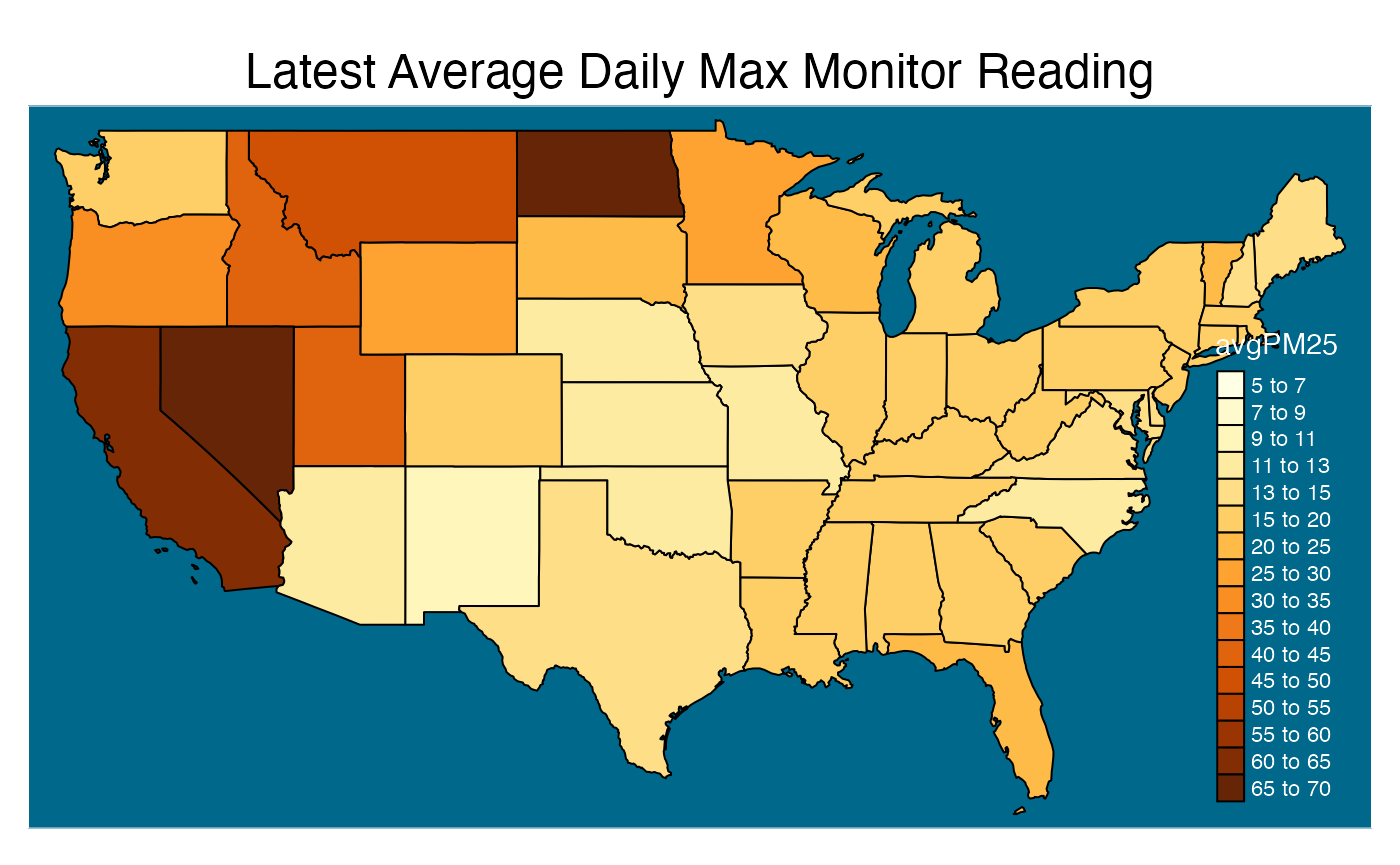 Latest Average Daily Max Monitor Reading
avgPM25
5 to 7
7 to 9
9 to 11
11 to 13
13 to 15
15 to 20
20 to 25
25 to 30
30 to 35
35 to 40
40 to 45
45 to 50
50 to 55
55 to 60
60 to 65
65 to 70